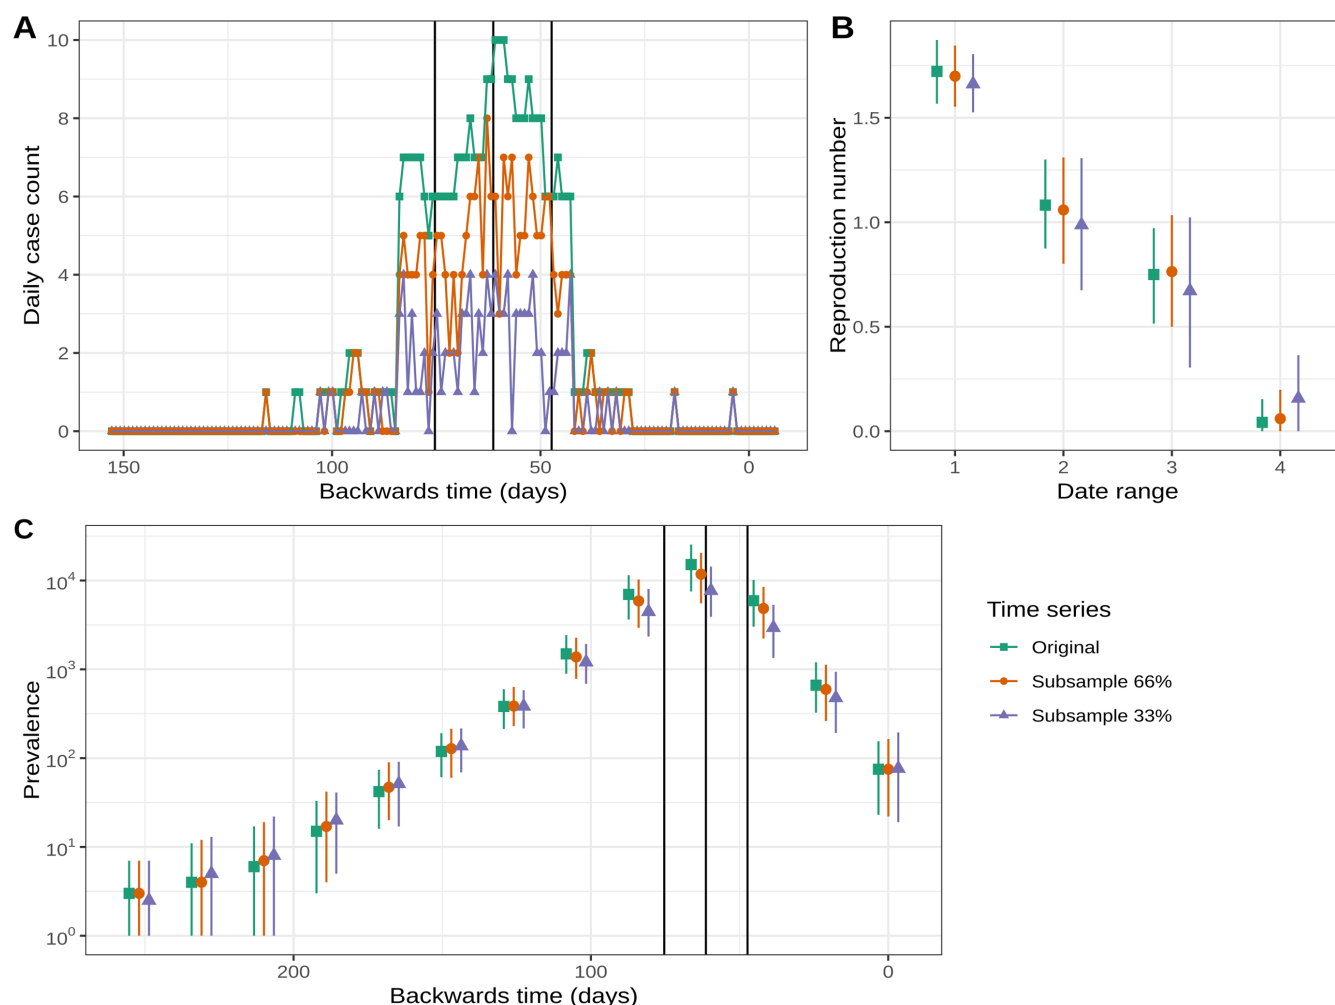 A
Daily case count
10
8
6
4
2
0
150
100
50
0
Backwards time (days)
B
Reproduction number
1.5
1.0
0.5
0.0
1
2
3
4
Date range
C
Prevalence
10⁴
10³
10²
10¹
10⁰
200
100
0
Backwards time (days)
Time series
Original
Subsample 66%
Subsample 33%